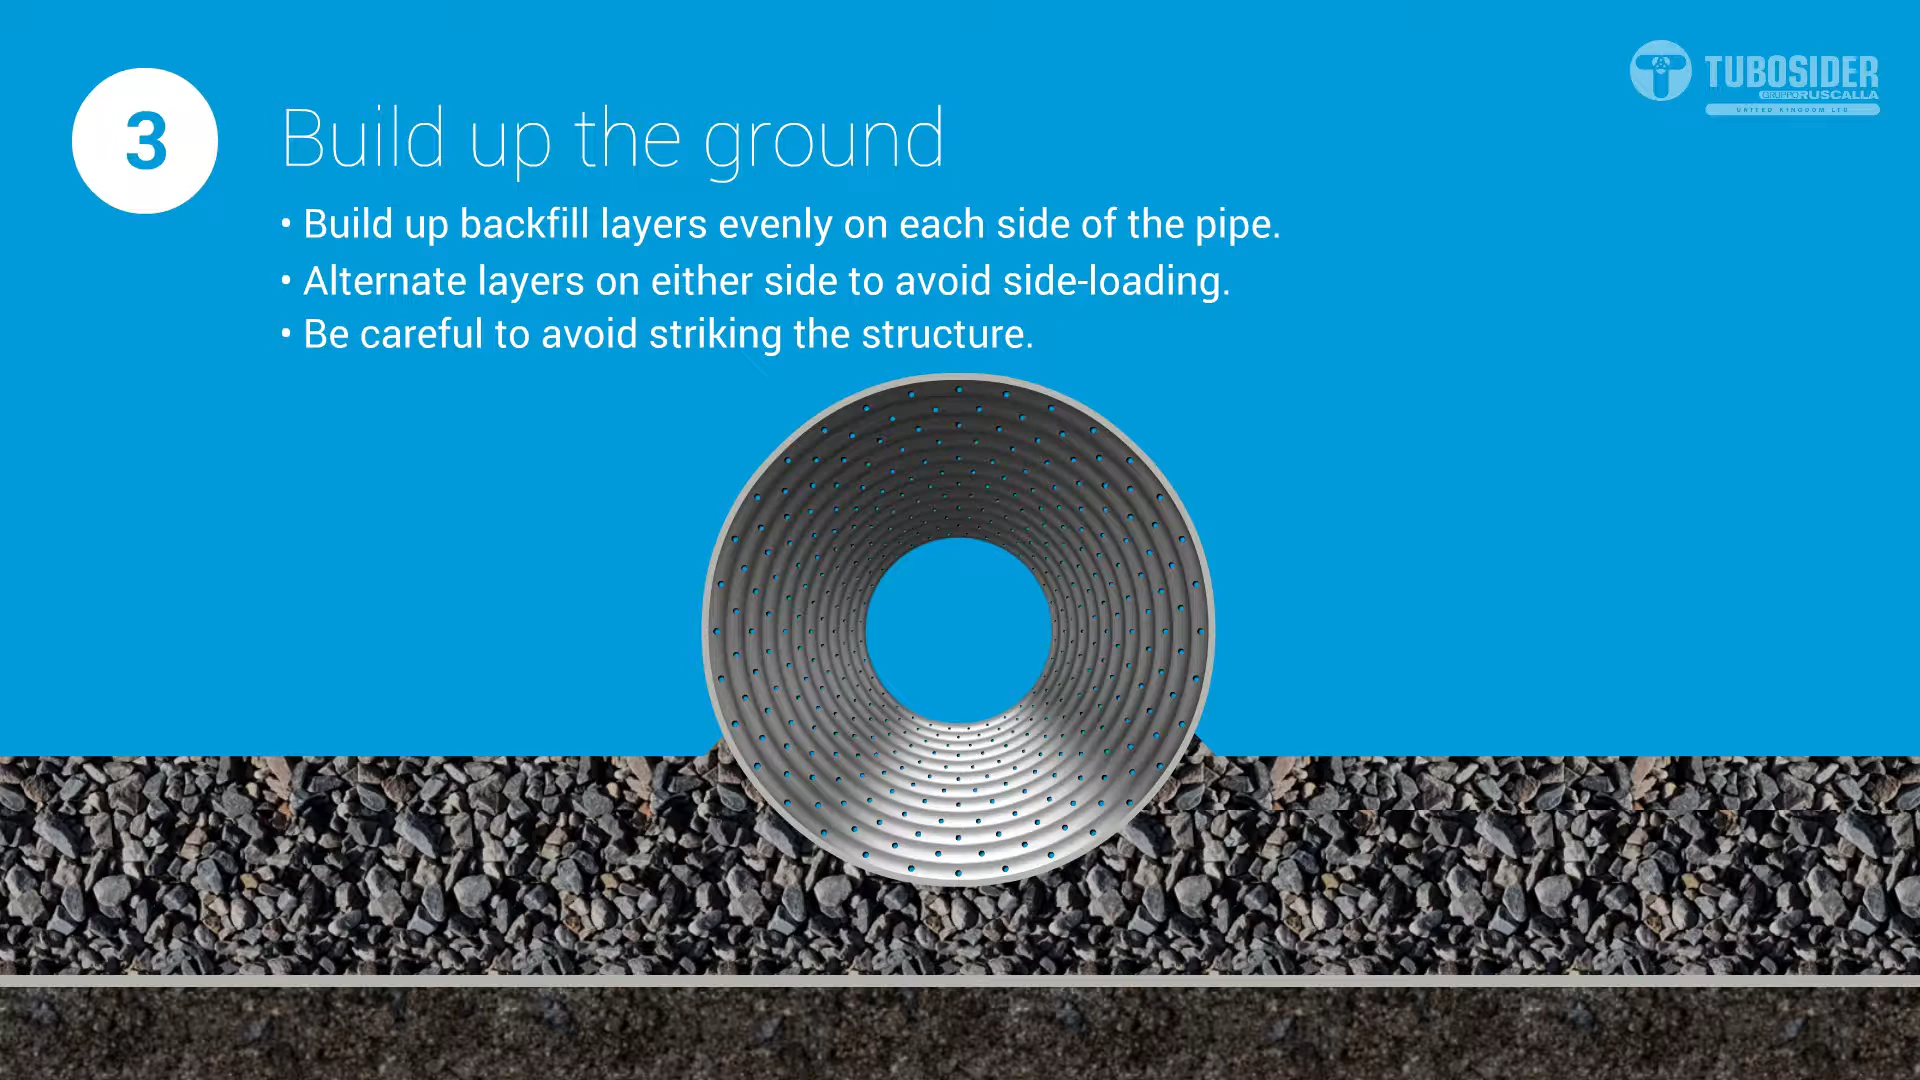 3
Build up the ground
• Build up backfill layers evenly on each side of the pipe.
• Alternate layers on either side to avoid side-loading.
• Be careful to avoid striking the structure.
TUBOSIDER
GRUPPORUSCALLA
UNITED KINGDOM LTD